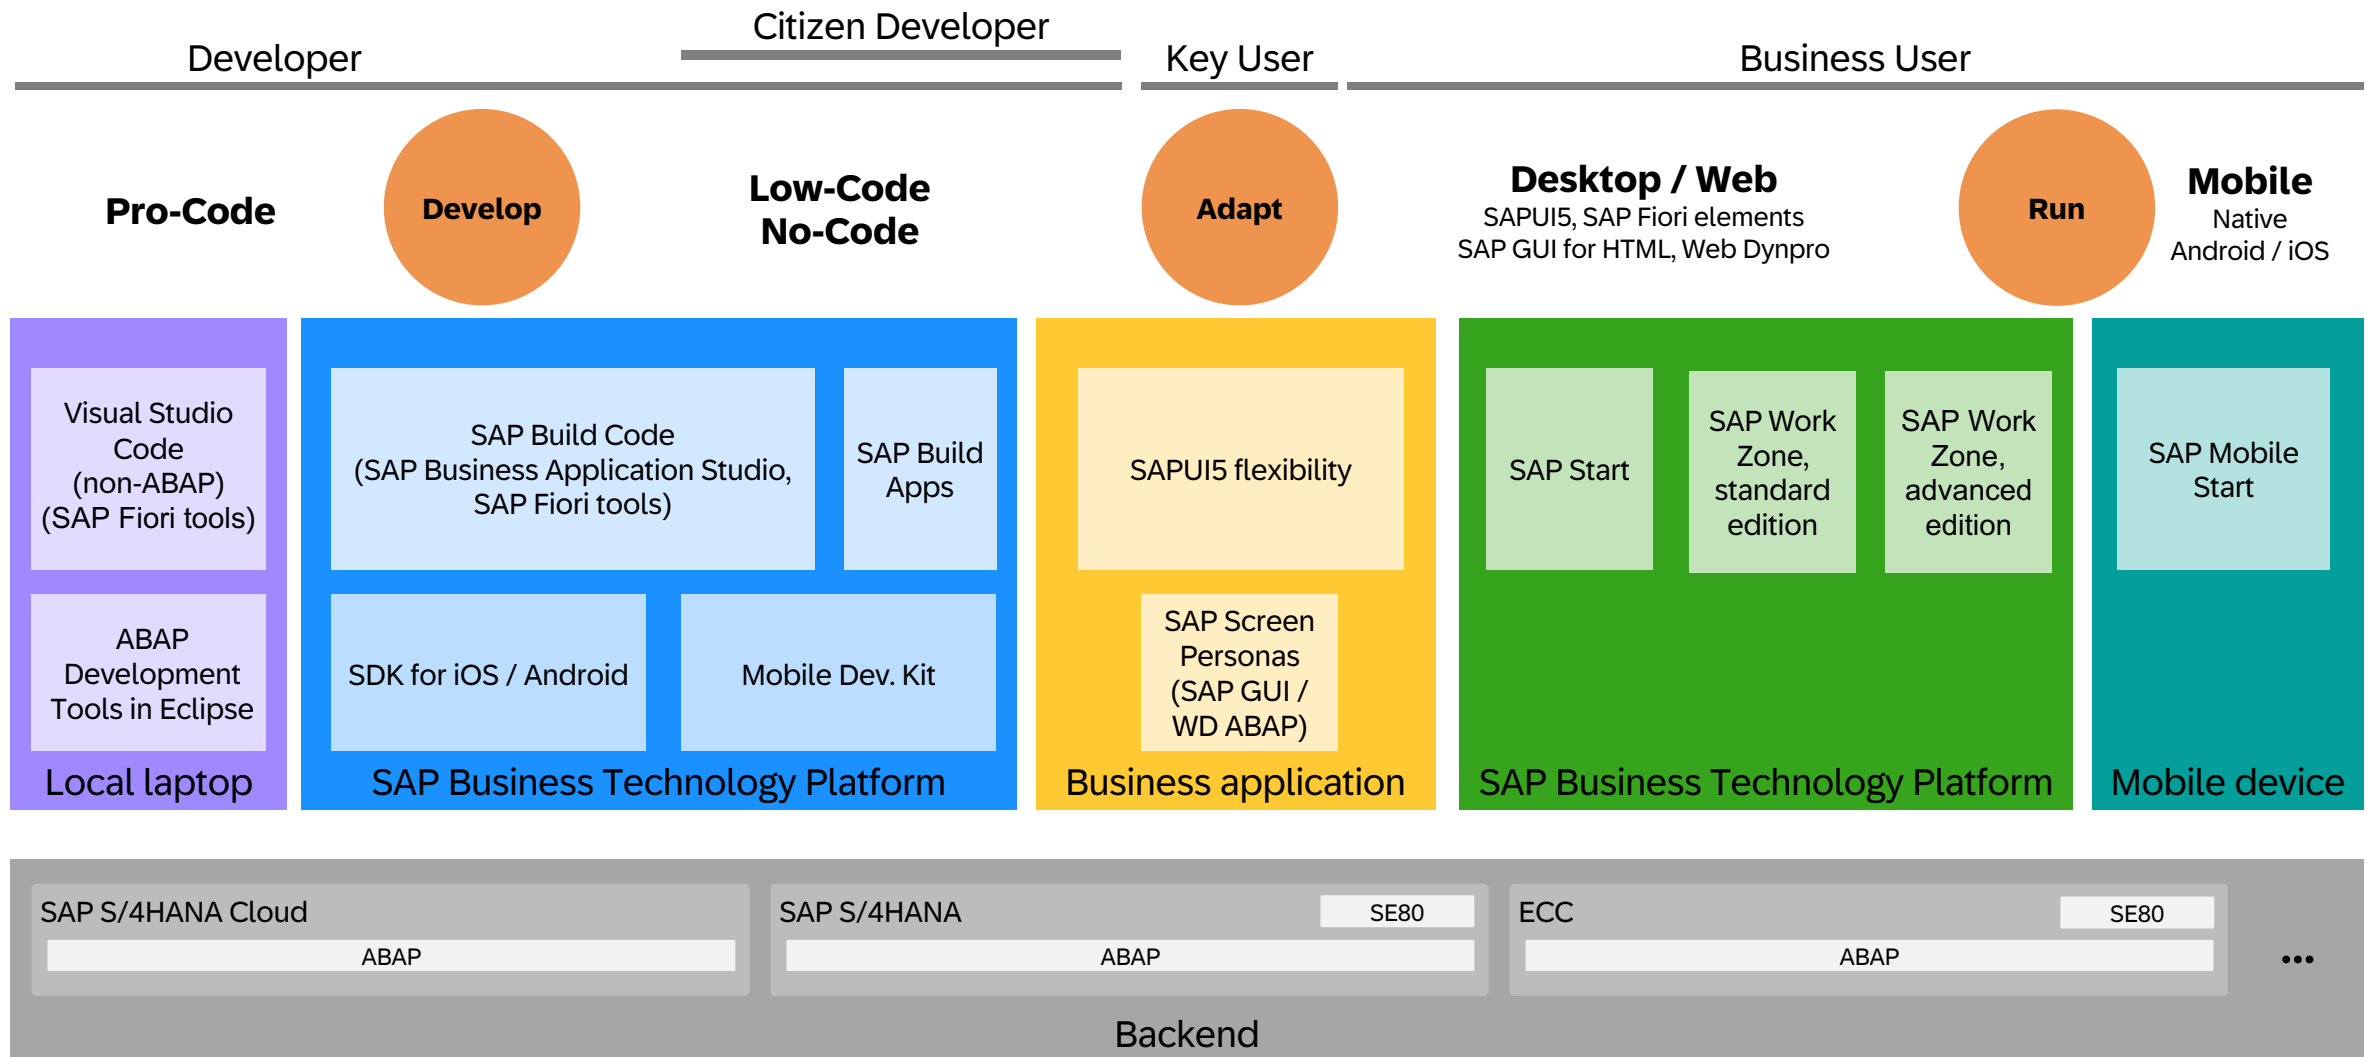 Citizen Developer
Developer
Key User
Business User
Pro-Code
Develop
Low-Code
No-Code
Adapt
Desktop / Web
SAPUI5, SAP Fiori elements
SAP GUI for HTML, Web Dynpro
Run
Mobile
Native
Android / iOS
Visual Studio
Code
(non-ABAP)
(SAP Fiori tools)
ABAP
Development
Tools in Eclipse
Local laptop
SAP Build Code
(SAP Business Application Studio,
SAP Fiori tools)
SAP Build
Apps
SDK for iOS / Android
Mobile Dev. Kit
SAP Business Technology Platform
SAPUI5 flexibility
SAP Screen
Personas
(SAP GUI /
WD ABAP)
Business application
SAP Start
SAP Work
Zone,
standard
edition
SAP Work
Zone,
advanced
edition
SAP Business Technology Platform
SAP Mobile
Start
Mobile device
SAP S/4HANA Cloud
ABAP
SAP S/4HANA
SE80
ABAP
ECC
SE80
ABAP
...
Backend